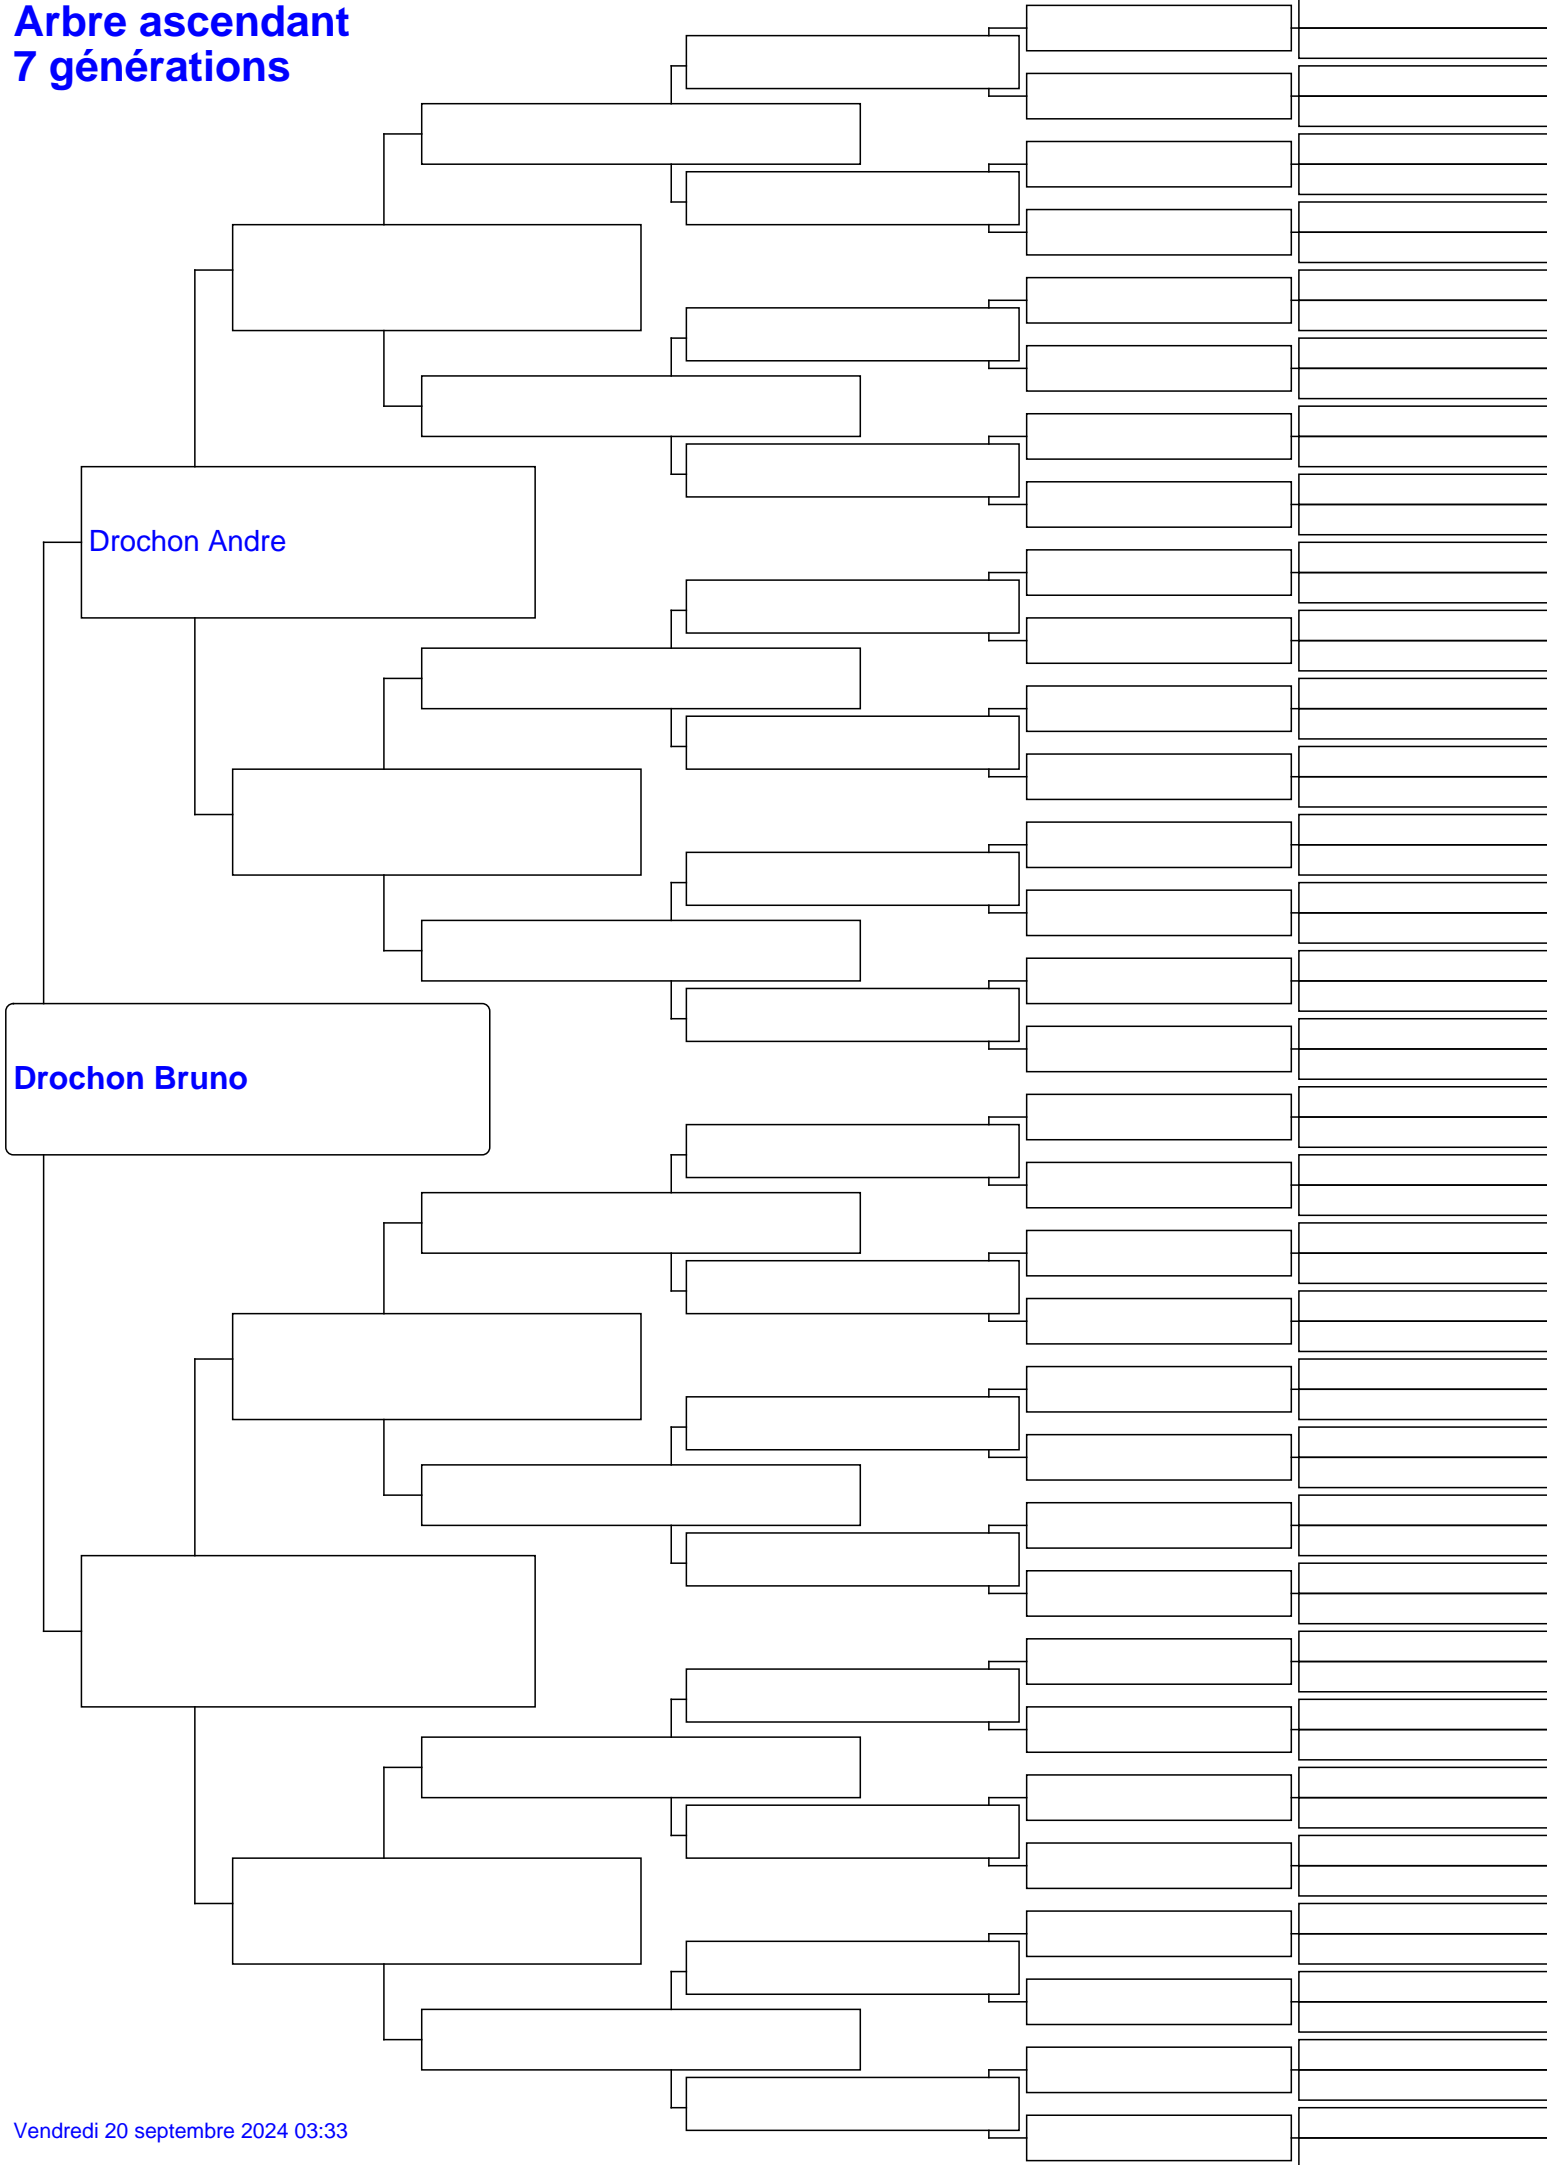 Arbre ascendant
7 générations
Drochon Andre
Drochon Bruno
Vendredi 20 septembre 2024 03:33